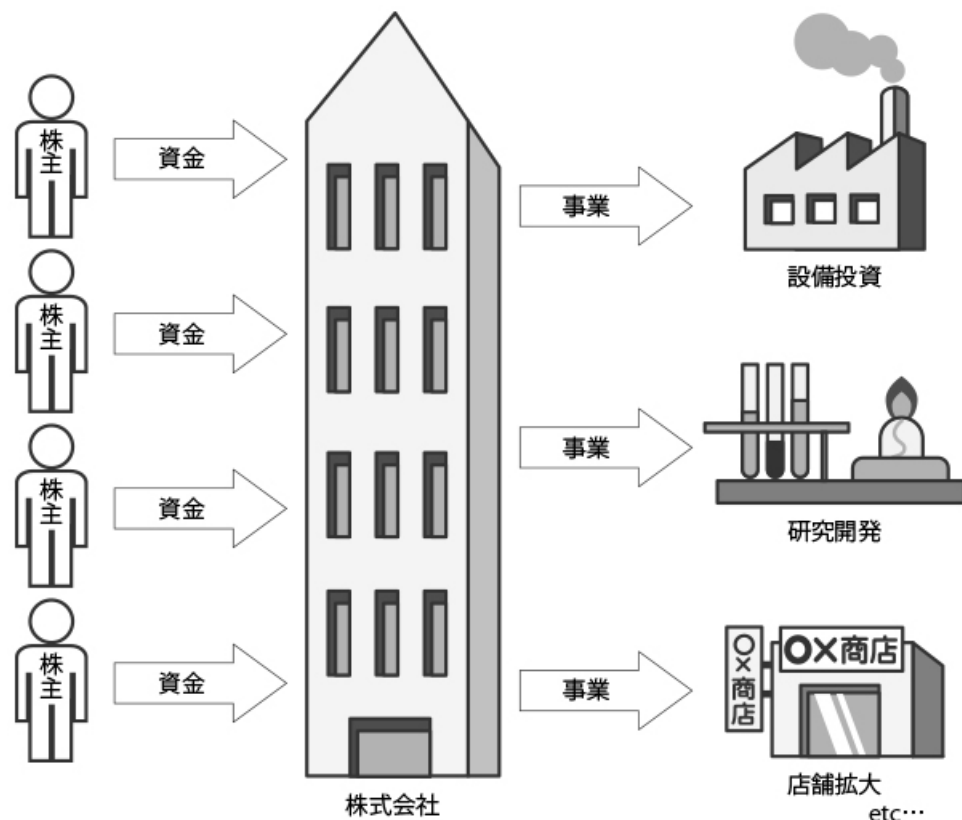 株主
資金
株主
資金
株主
資金
株主
資金
株式会社
事業
設備投資
事業
研究開発
事業
○×商店
○×商店
店舗拡大
etc…